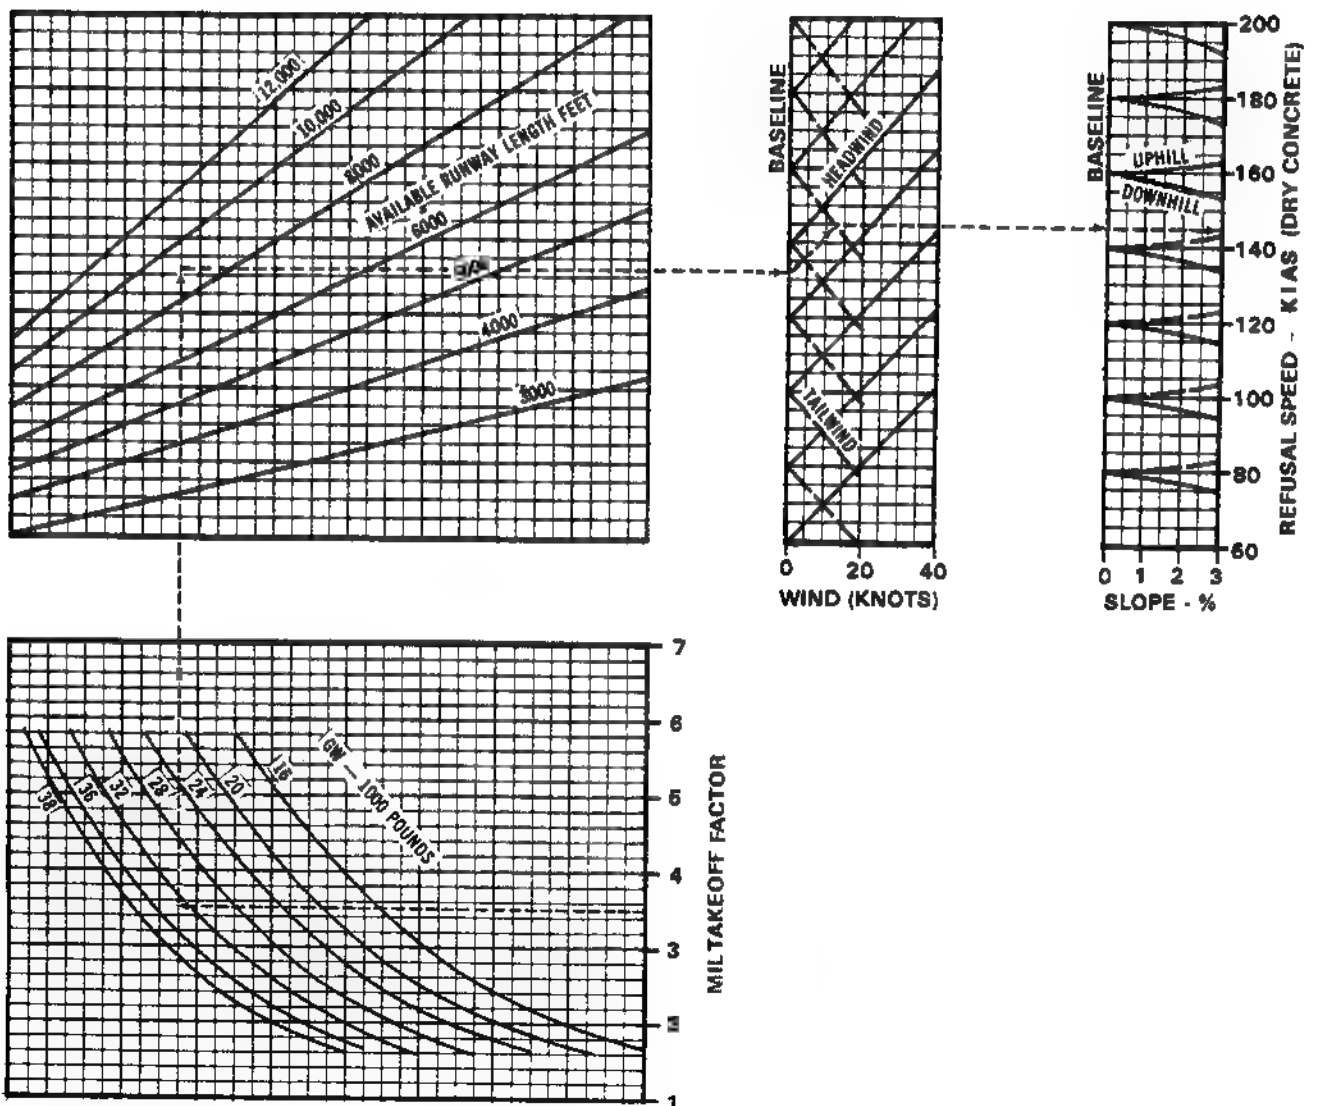 12,000
10,000
8000
AVAILABLE RUNWAY LENGTH FEET
6000
4000
3000
BASELINE
HEADWIND
TAILWIND
0 20 40
WIND (KNOTS)
BASELINE
UPHILL
DOWNHILL
200
180
160
140
120
100
80
60
REFUSAL SPEED - KIAS (DRY CONCRETE)
0 1 2 3
SLOPE - %
38
36
32
28
24
20
16
GW — 1000 POUNDS
7
6
5
4
3
1
MIL TAKEOFF FACTOR